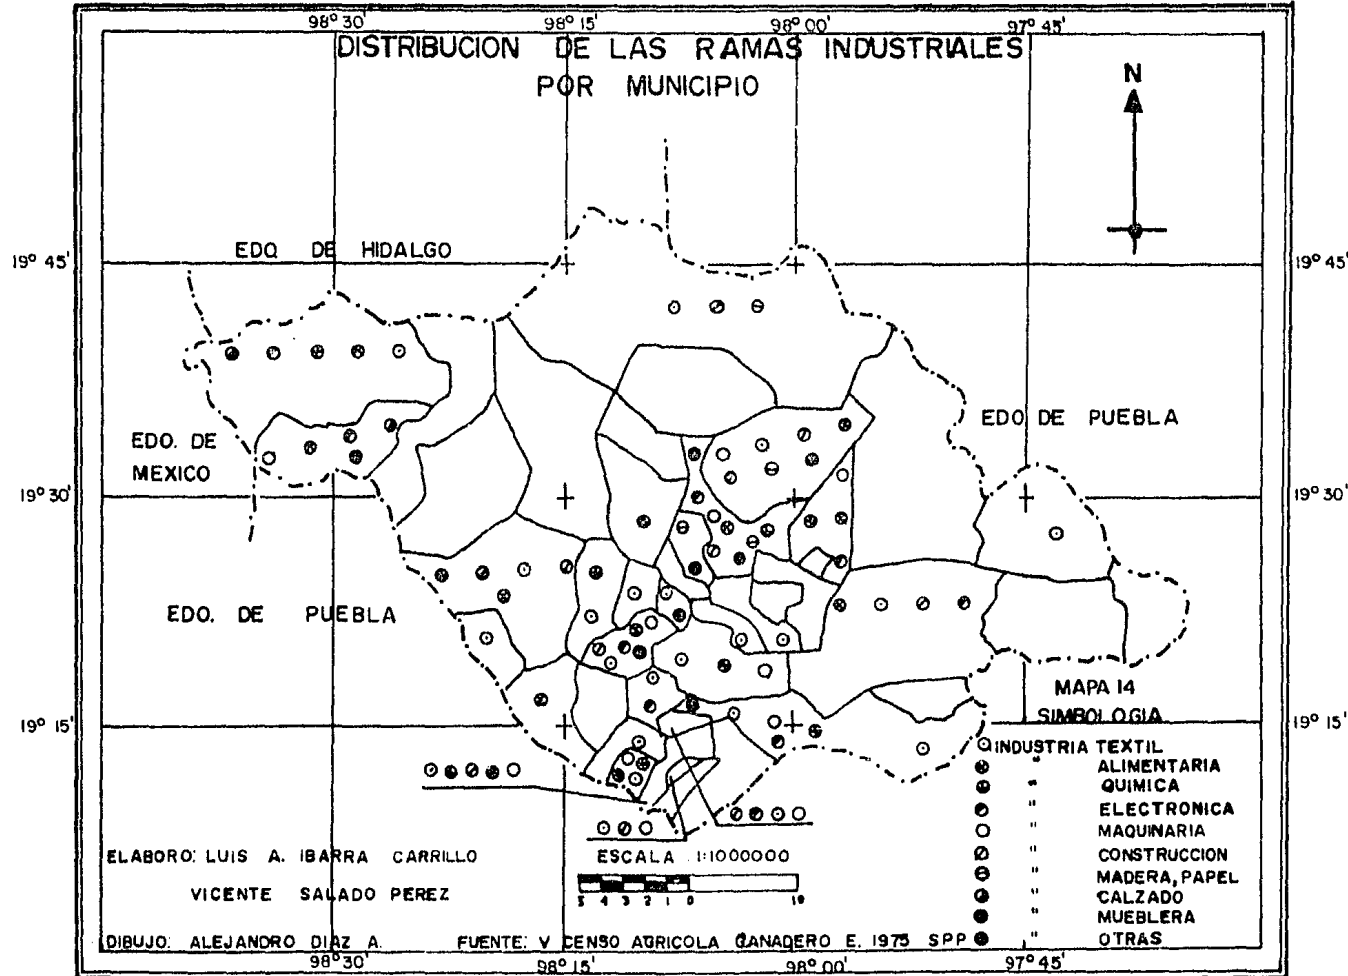 98° 30' 98° 15' 98° 00' 97° 45'
DISTRIBUCION DE LAS RAMAS INDUSTRIALES
POR MUNICIPIO
N
EDO. DE HIDALGO
19° 45' 19° 45'
EDO. DE MEXICO
EDO DE PUEBLA
19° 30' 19° 30'
EDO. DE PUEBLA
MAPA 14
19° 15' 19° 15'
SIMBOLOGIA
INDUSTRIA TEXTIL
" ALIMENTARIA
" QUIMICA
" ELECTRONICA
" MAQUINARIA
" CONSTRUCCION
" MADERA, PAPEL
" CALZADO
" MUEBLERA
" OTRAS
ELABORO: LUIS A. IBARRA CARRILLO
VICENTE SALADO PEREZ
ESCALA 1:1000000
5 4 3 2 1 0 10
DIBUJO: ALEJANDRO DIAZ A. FUENTE: V CENSO AGRICOLA GANADERO E. 1975 SPP
98° 30' 98° 15' 98° 00' 97° 45'